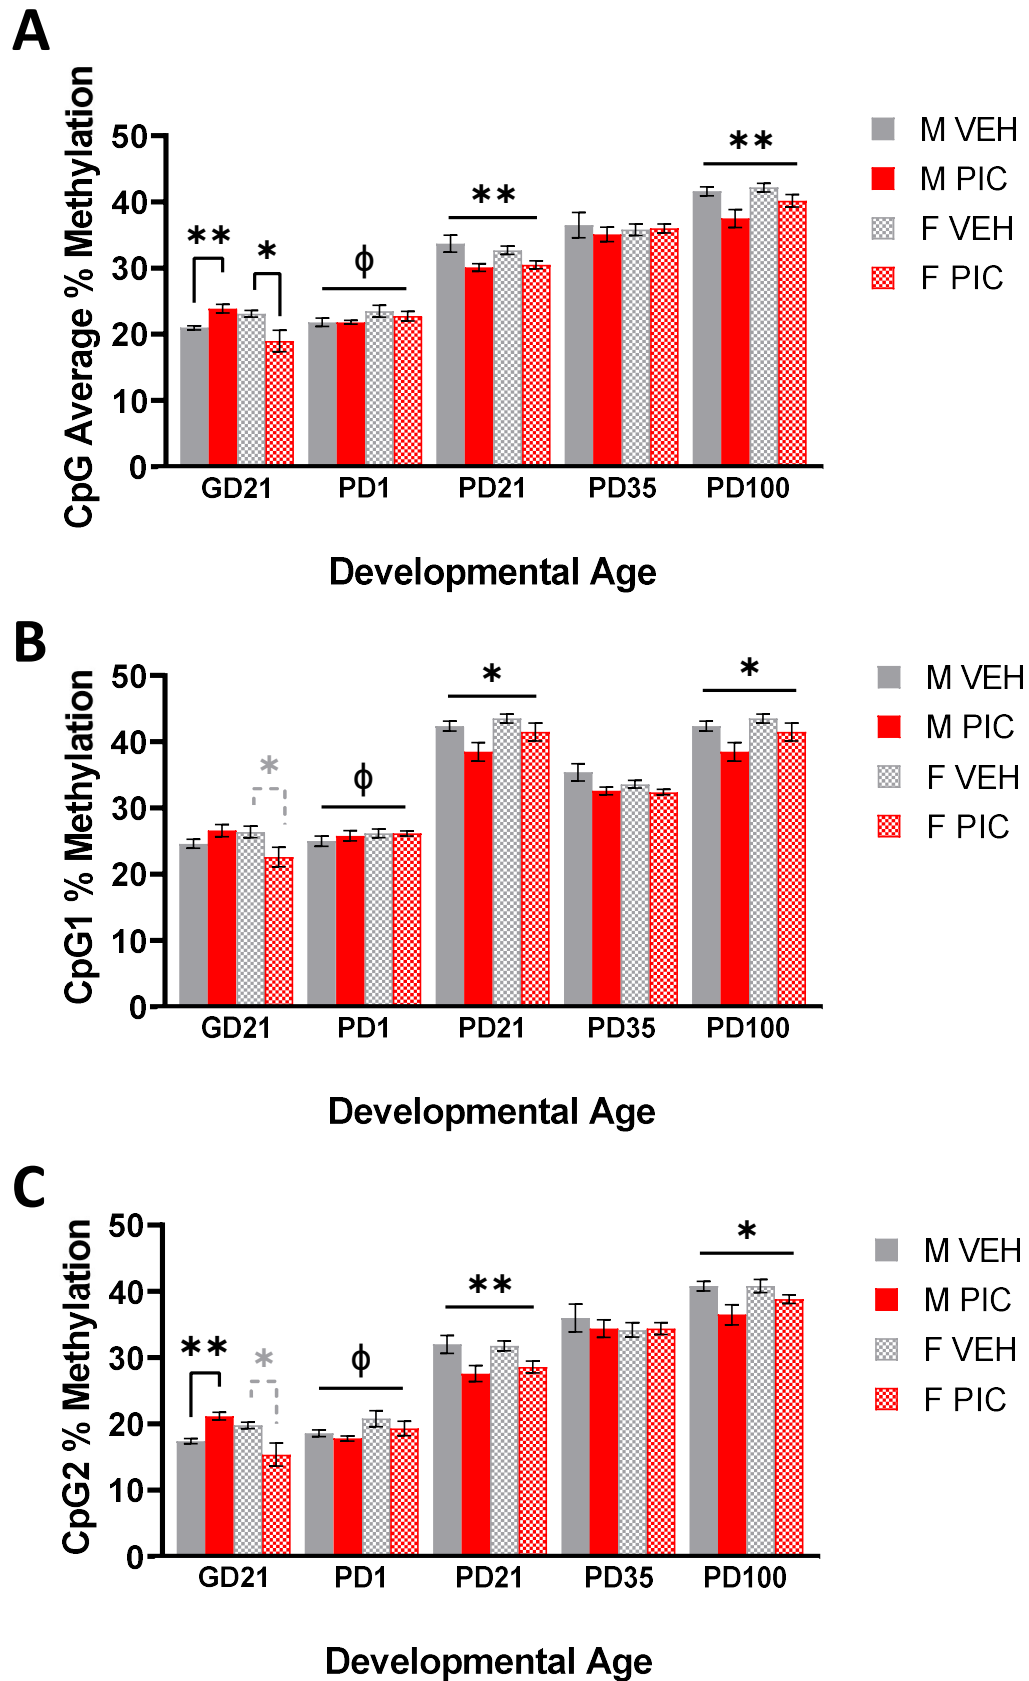 A
CpG Average % Methylation
50
40
30
20
10
0
**
*
ϕ
**
**
GD21 PD1 PD21 PD35 PD100
Developmental Age
M VEH
M PIC
F VEH
F PIC
B
CpG1 % Methylation
50
40
30
20
10
0
*
ϕ
*
*
GD21 PD1 PD21 PD35 PD100
Developmental Age
M VEH
M PIC
F VEH
F PIC
C
CpG2 % Methylation
50
40
30
20
10
0
**
*
ϕ
**
*
GD21 PD1 PD21 PD35 PD100
Developmental Age
M VEH
M PIC
F VEH
F PIC